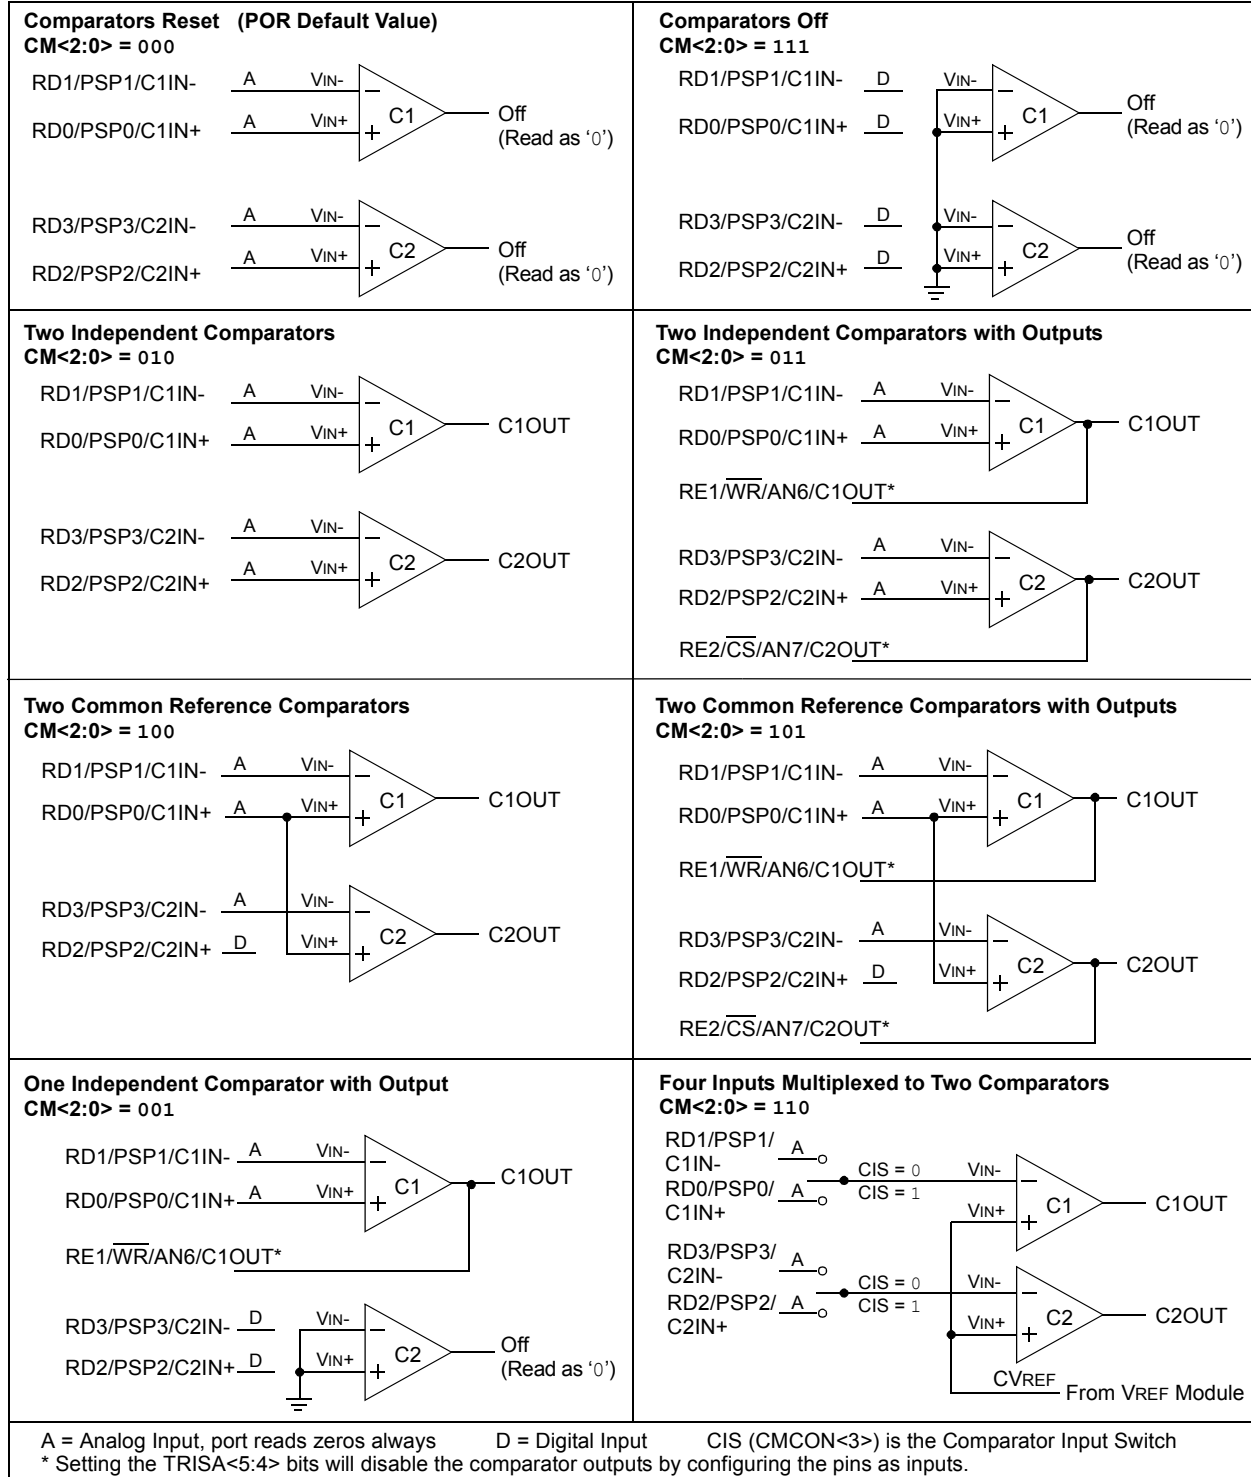 Comparators Reset (POR Default Value)
CM<2:0> = 000
RD1/PSP1/C1IN- A VIN-
RD0/PSP0/C1IN+ A VIN+
C1
Off
(Read as ‘0’)
RD3/PSP3/C2IN- A VIN-
RD2/PSP2/C2IN+ A VIN+
C2
Off
(Read as ‘0’)
Comparators Off
CM<2:0> = 111
RD1/PSP1/C1IN- D VIN-
RD0/PSP0/C1IN+ D VIN+
C1
Off
(Read as ‘0’)
RD3/PSP3/C2IN- D VIN-
RD2/PSP2/C2IN+ D VIN+
C2
Off
(Read as ‘0’)
Two Independent Comparators
CM<2:0> = 010
RD1/PSP1/C1IN- A VIN-
RD0/PSP0/C1IN+ A VIN+
C1
C1OUT
RD3/PSP3/C2IN- A VIN-
RD2/PSP2/C2IN+ A VIN+
C2
C2OUT
Two Independent Comparators with Outputs
CM<2:0> = 011
RD1/PSP1/C1IN- A VIN-
RD0/PSP0/C1IN+ A VIN+
C1
C1OUT
RE1/WR/AN6/C1OUT*
RD3/PSP3/C2IN- A VIN-
RD2/PSP2/C2IN+ A VIN+
C2
C2OUT
RE2/CS/AN7/C2OUT*
Two Common Reference Comparators
CM<2:0> = 100
RD1/PSP1/C1IN- A VIN-
RD0/PSP0/C1IN+ A VIN+
C1
C1OUT
RD3/PSP3/C2IN- A VIN-
RD2/PSP2/C2IN+ D VIN+
C2
C2OUT
Two Common Reference Comparators with Outputs
CM<2:0> = 101
RD1/PSP1/C1IN- A VIN-
RD0/PSP0/C1IN+ A VIN+
C1
C1OUT
RE1/WR/AN6/C1OUT*
RD3/PSP3/C2IN- A VIN-
RD2/PSP2/C2IN+ D VIN+
C2
C2OUT
RE2/CS/AN7/C2OUT*
One Independent Comparator with Output
CM<2:0> = 001
RD1/PSP1/C1IN- A VIN-
RD0/PSP0/C1IN+ A VIN+
C1
C1OUT
RE1/WR/AN6/C1OUT*
RD3/PSP3/C2IN- D VIN-
RD2/PSP2/C2IN+ D VIN+
C2
Off
(Read as ‘0’)
Four Inputs Multiplexed to Two Comparators
CM<2:0> = 110
RD1/PSP1/
C1IN- A
RD0/PSP0/
C1IN+ A
CIS = 0 VIN-
CIS = 1
VIN+
C1
C1OUT
RD3/PSP3/
C2IN- A
RD2/PSP2/
C2IN+ A
CIS = 0 VIN-
CIS = 1
VIN+
C2
C2OUT
CVREF
From VREF Module
A = Analog Input, port reads zeros always D = Digital Input CIS (CMCON<3>) is the Comparator Input Switch
* Setting the TRISA<5:4> bits will disable the comparator outputs by configuring the pins as inputs.